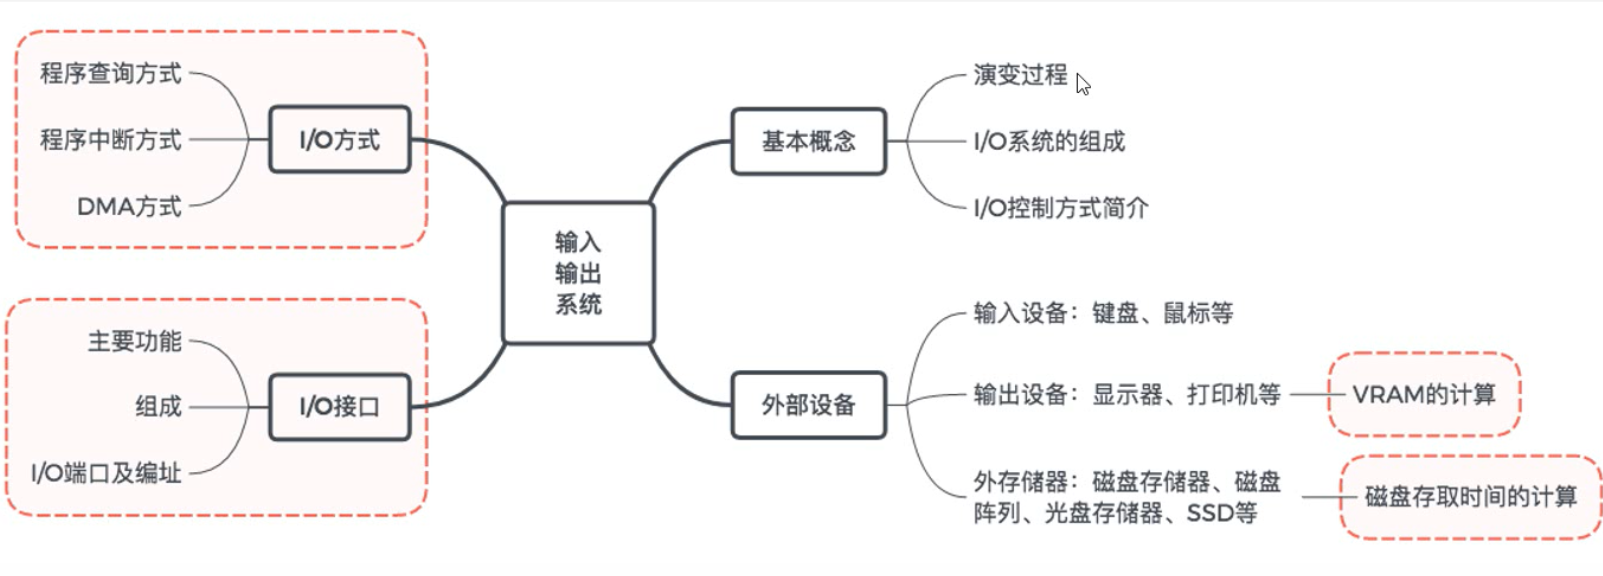 程序查询方式
程序中断方式
DMA方式
I/O方式
主要功能
组成
I/O端口及编址
I/O接口
输入
输出
系统
基本概念
演变过程
I/O系统的组成
I/O控制方式简介
外部设备
输入设备：键盘、鼠标等
输出设备：显示器、打印机等
VRAM的计算
外存储器：磁盘存储器、磁盘
阵列、光盘存储器、SSD等
磁盘存取时间的计算